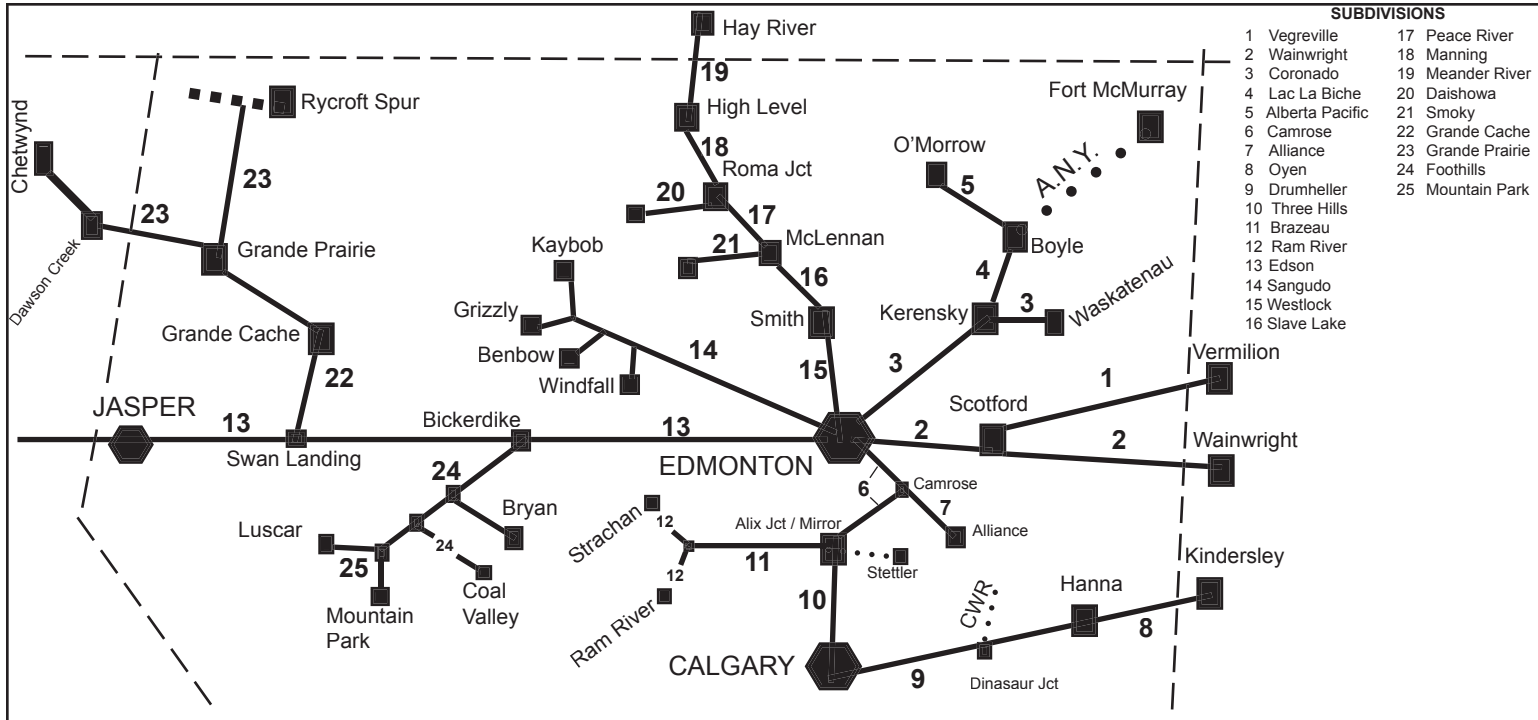 SUBDIVISIONS
1 Vegreville
2 Wainwright
3 Coronado
4 Lac La Biche
5 Alberta Pacific
6 Camrose
7 Alliance
8 Oyen
9 Drumheller
10 Three Hills
11 Brazeau
12 Ram River
13 Edson
14 Sangudo
15 Westlock
16 Slave Lake
17 Peace River
18 Manning
19 Meander River
20 Daishowa
21 Smoky
22 Grande Cache
23 Grande Prairie
24 Foothills
25 Mountain Park
Hay River
19
High Level
18
Roma Jct
20
17
McLennan
21
16
Smith
15
Rycroft Spur
Chetwynd
23
23
Dawson Creek
Grande Prairie
Grande Cache
22
Kaybob
Grizzly
Benbow
Windfall
14
Fort McMurray
O'Morrow
A.N.Y.
5
Boyle
4
Kerensky
3
Waskatenau
3
Vermilion
1
Scotford
2
2
Wainwright
JASPER
13
Swan Landing
Bickerdike
13
EDMONTON
24
Bryan
Luscar
24
25
Mountain
Park
Coal
Valley
6
Camrose
7
Alliance
Alix Jct / Mirror
Strachan
12
12
11
Stettler
Ram River
10
CALGARY
9
CWR
Dinasaur Jct
Hanna
8
Kindersley